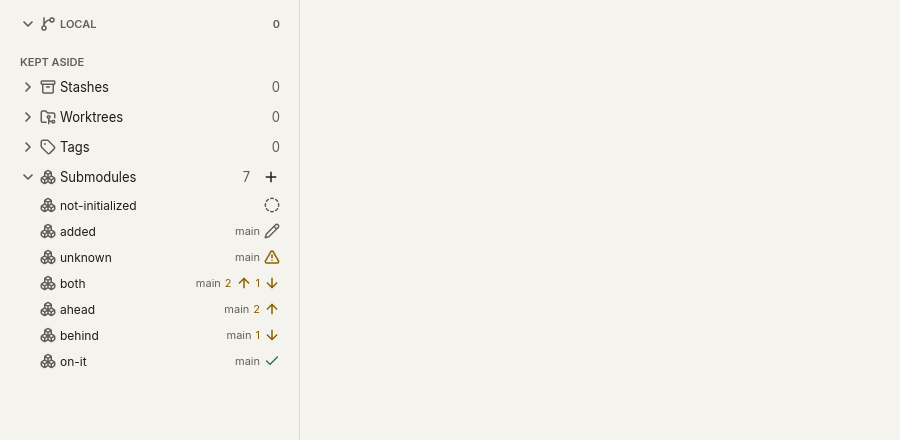 LOCAL 0
KEPT ASIDE
Stashes 0
Worktrees 0
Tags 0
Submodules 7
not-initialized
added main
unknown main
both main 2 1
ahead main 2
behind main 1
on-it main